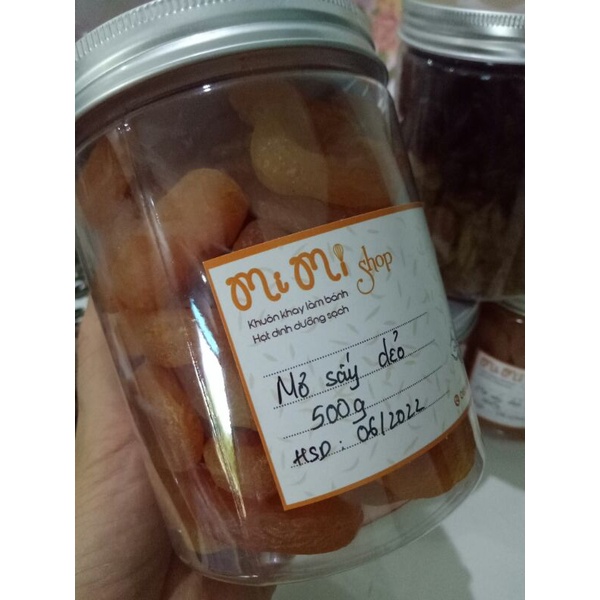 Mi Mi shop
Khuôn khay làm bánh
Hạt dinh dưỡng sạch
Mơ sấy dẻo
500g
HSD: 06/2022